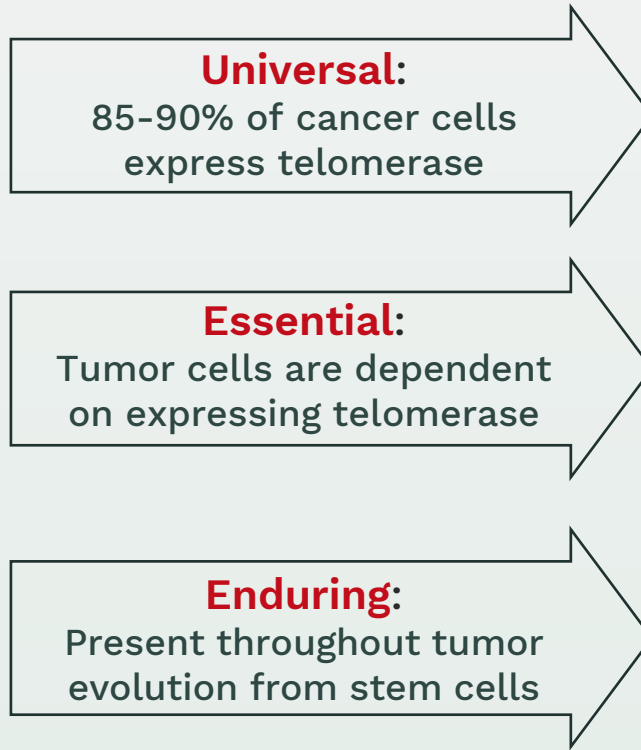 Universal:
85-90% of cancer cells
express telomerase
Essential:
Tumor cells are dependent
on expressing telomerase
Enduring:
Present throughout tumor
evolution from stem cells